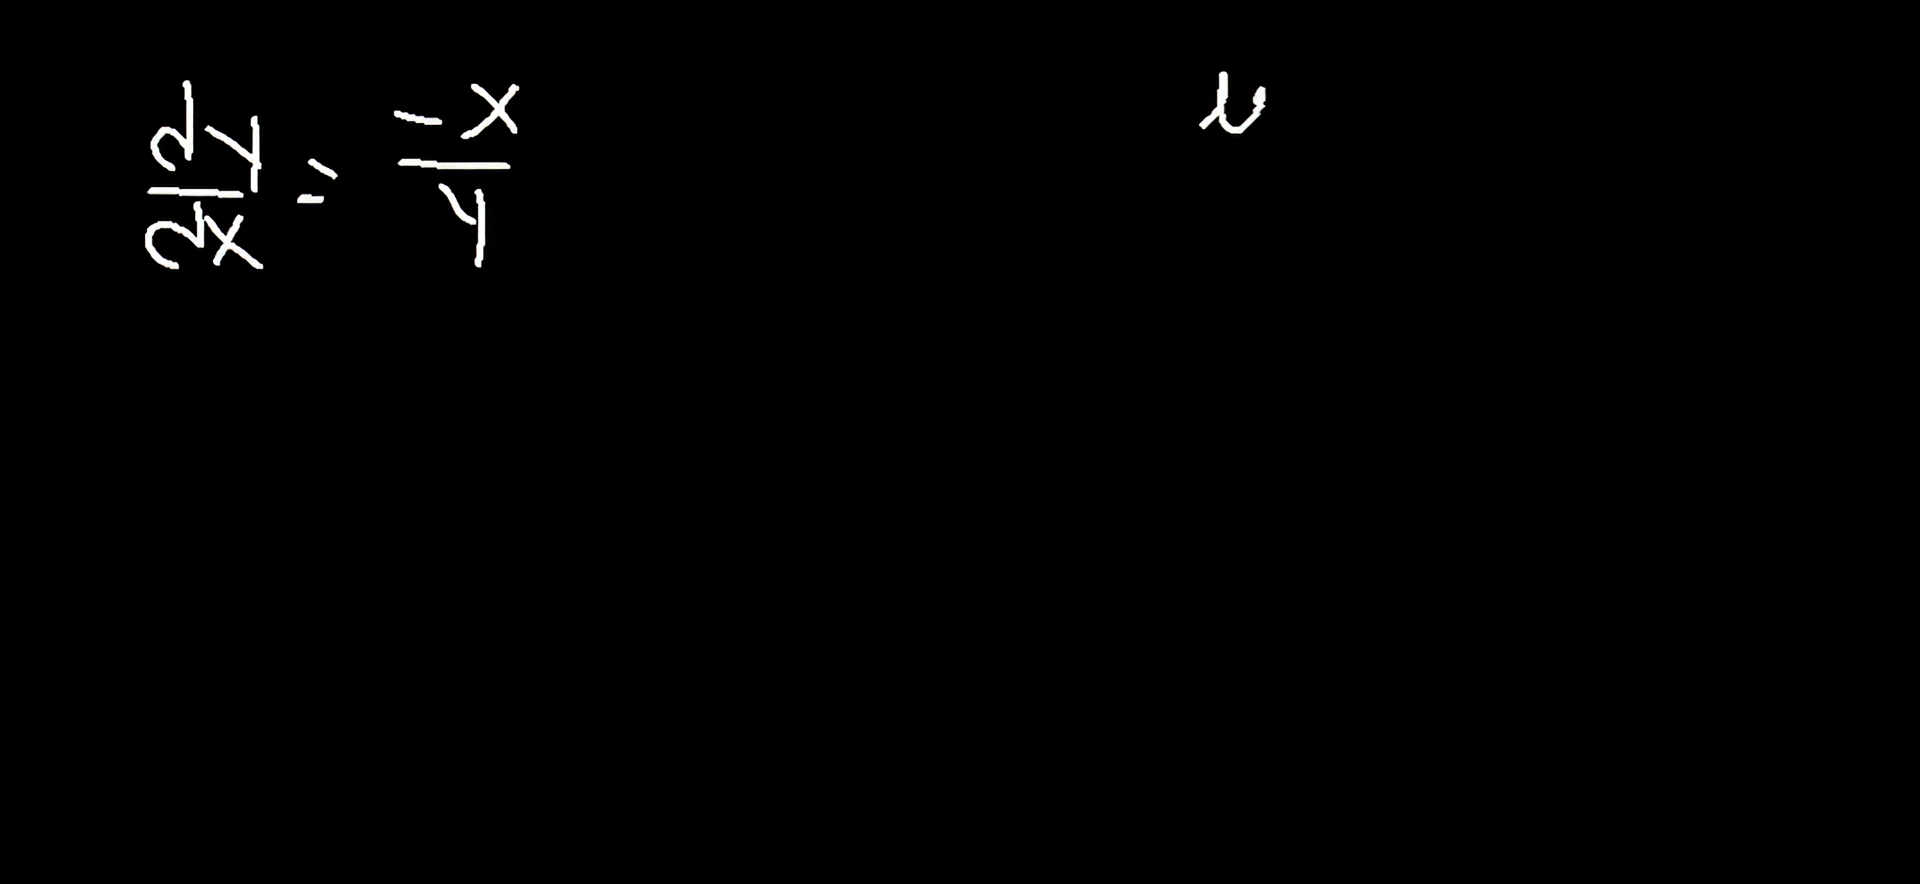 dy/dx = -x/y
u